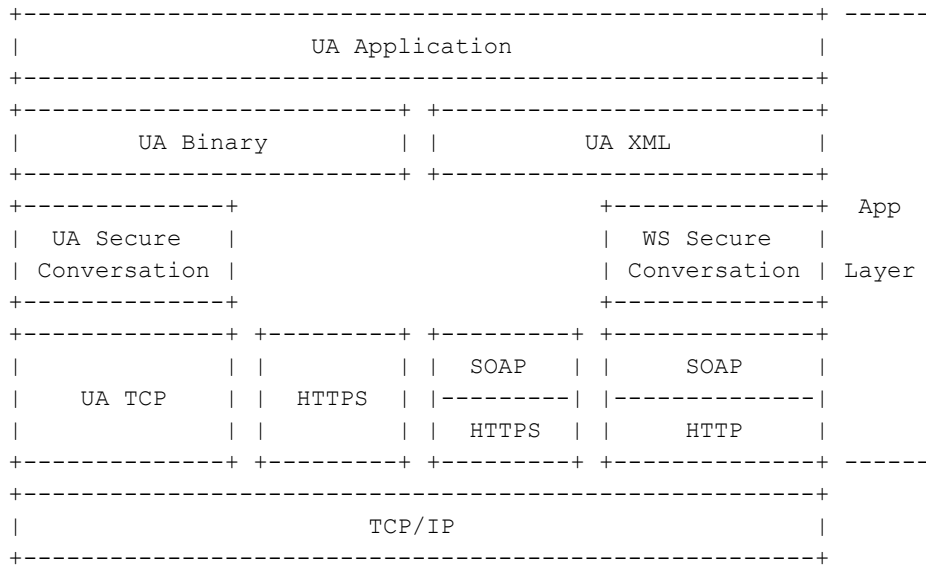 UA Application
UA Binary UA XML
App
UA Secure WS Secure
Conversation Conversation Layer
SOAP SOAP
UA TCP HTTPS
HTTPS HTTP
TCP/IP